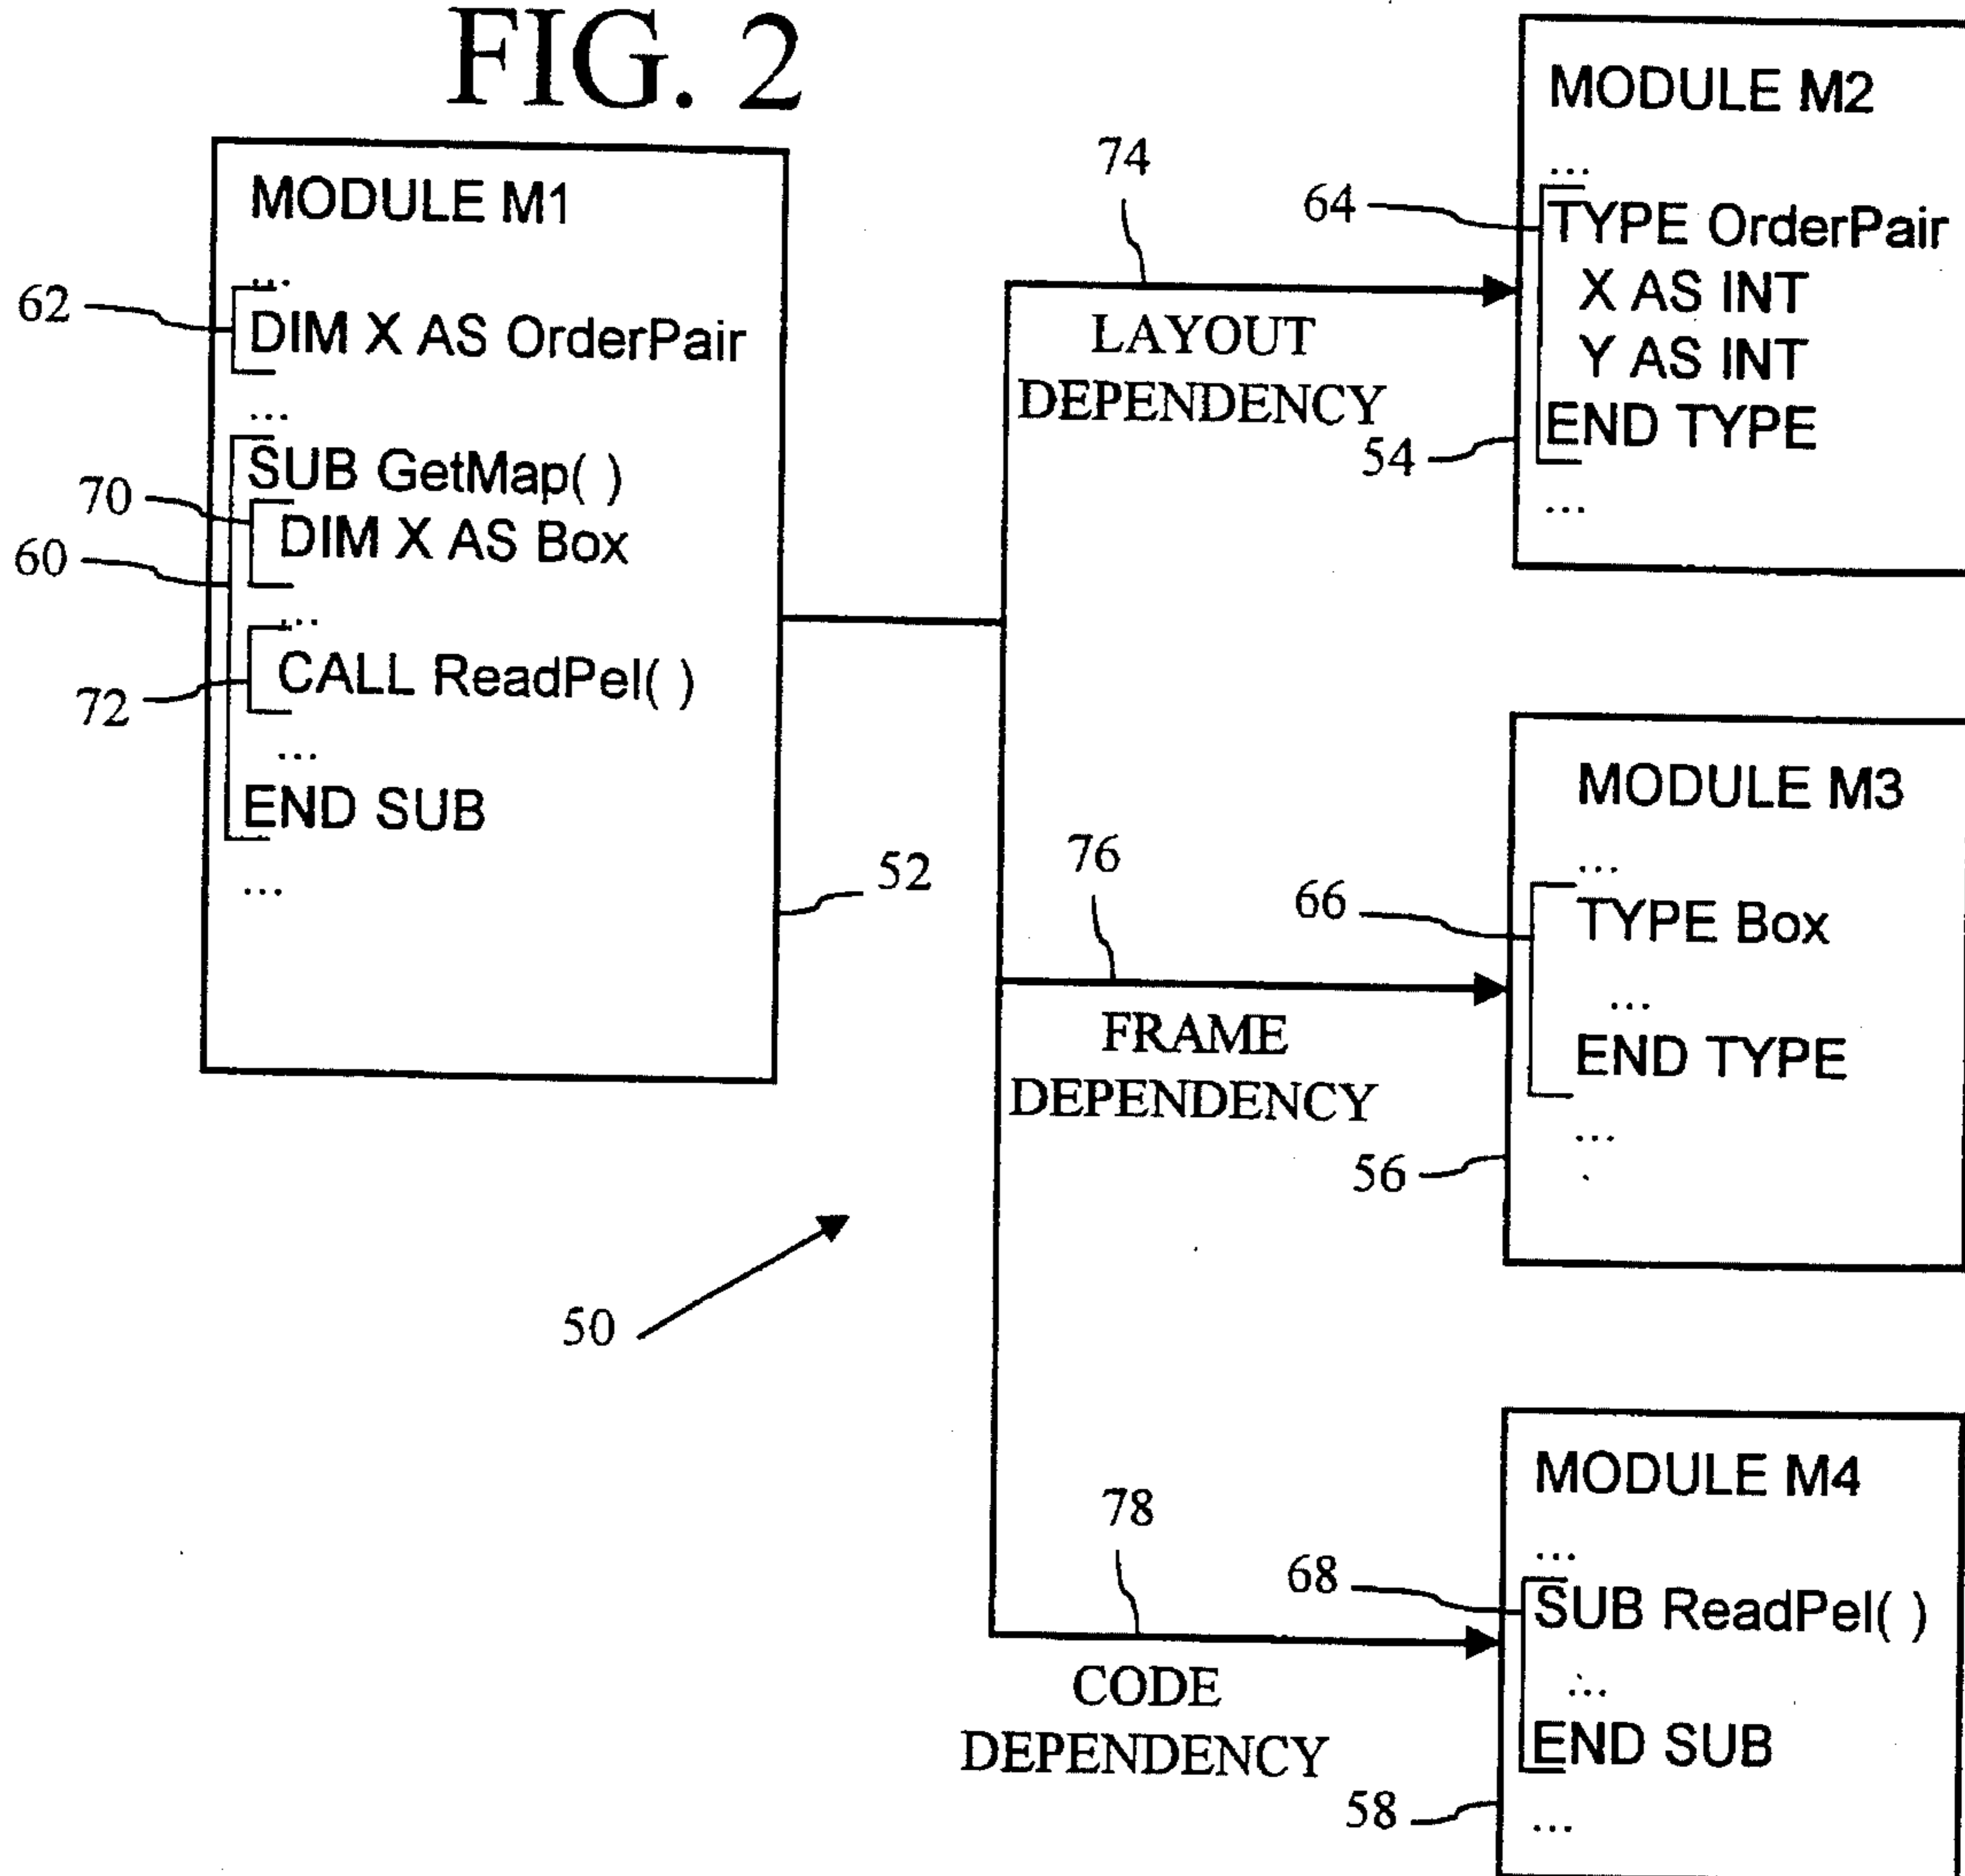 FIG. 2
MODULE M1
...
62
DIM X AS OrderPair
...
SUB GetMap( )
70
DIM X AS Box
60
...
CALL ReadPel( )
72
...
END SUB
...
52
50
74
LAYOUT
DEPENDENCY
76
FRAME
DEPENDENCY
78
CODE
DEPENDENCY
MODULE M2
...
64
TYPE OrderPair
X AS INT
Y AS INT
END TYPE
54
...
MODULE M3
...
66
TYPE Box
...
END TYPE
...
56
MODULE M4
...
68
SUB ReadPel( )
...
END SUB
58
...